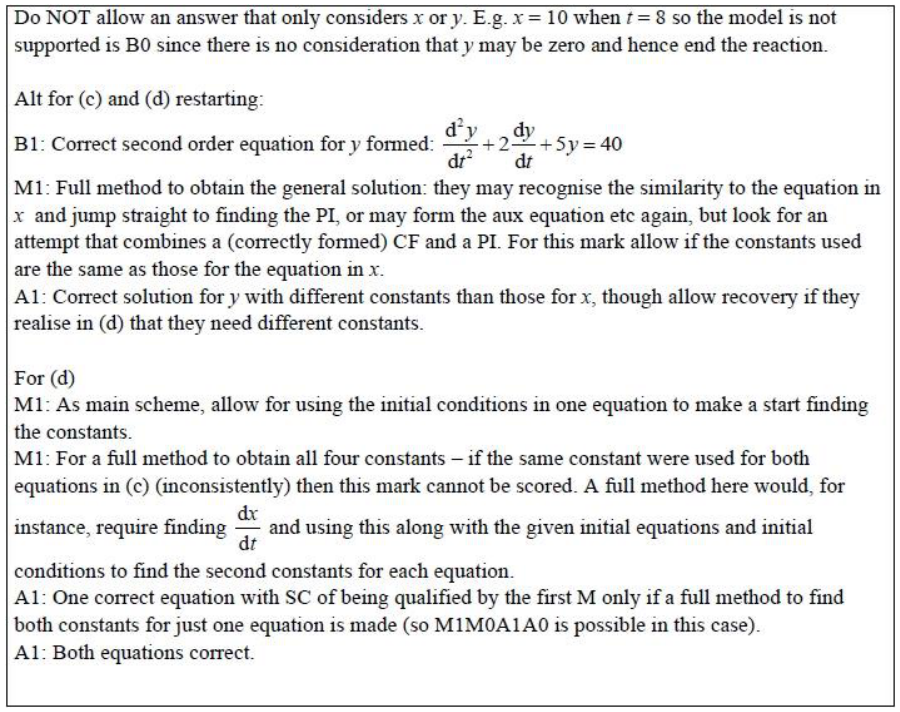 Do NOT allow an answer that only considers x or y. E.g. x = 10 when t = 8 so the model is not
supported is B0 since there is no consideration that y may be zero and hence end the reaction.
Alt for (c) and (d) restarting:
B1: Correct second order equation for y formed: d²y/dt² + 2 dy/dt + 5y = 40
M1: Full method to obtain the general solution: they may recognise the similarity to the equation in
x and jump straight to finding the PI, or may form the aux equation etc again, but look for an
attempt that combines a (correctly formed) CF and a PI. For this mark allow if the constants used
are the same as those for the equation in x.
A1: Correct solution for y with different constants than those for x, though allow recovery if they
realise in (d) that they need different constants.
For (d)
M1: As main scheme, allow for using the initial conditions in one equation to make a start finding
the constants.
M1: For a full method to obtain all four constants – if the same constant were used for both
equations in (c) (inconsistently) then this mark cannot be scored. A full method here would, for
instance, require finding dx/dt and using this along with the given initial equations and initial
conditions to find the second constants for each equation.
A1: One correct equation with SC of being qualified by the first M only if a full method to find
both constants for just one equation is made (so M1M0A1A0 is possible in this case).
A1: Both equations correct.